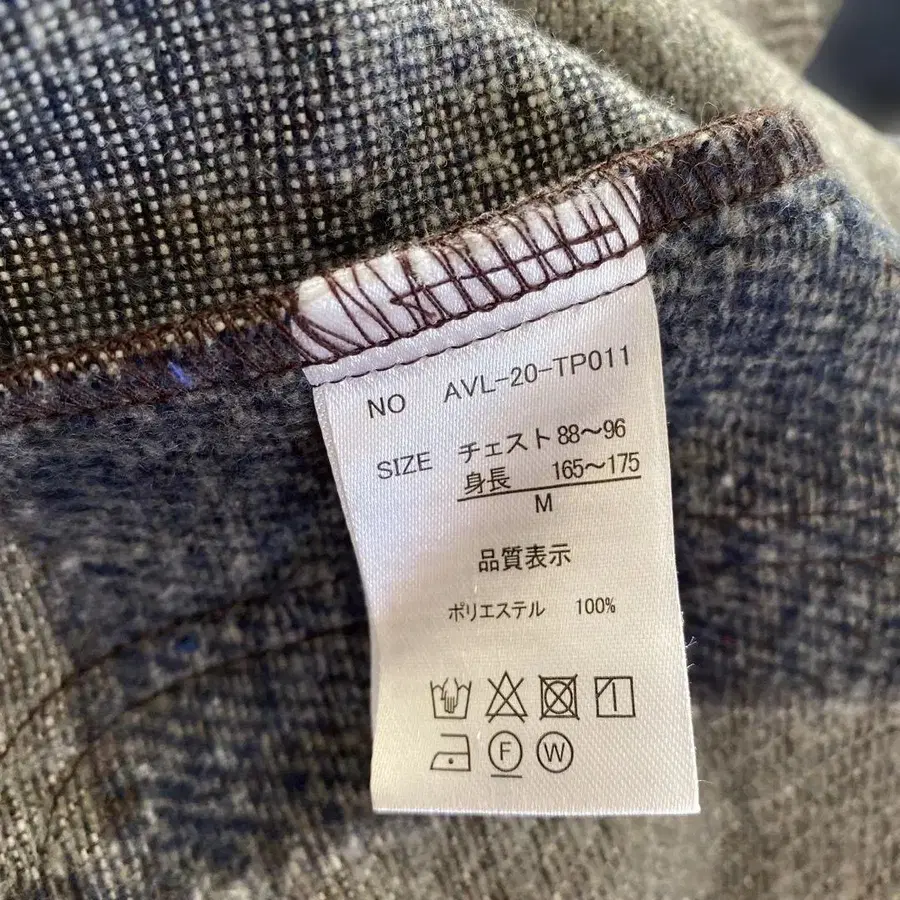 NO AVL-20-TP011
SIZE チェスト 88～96
身長 165～175
M
品質表示
ポリエステル 100%
F W